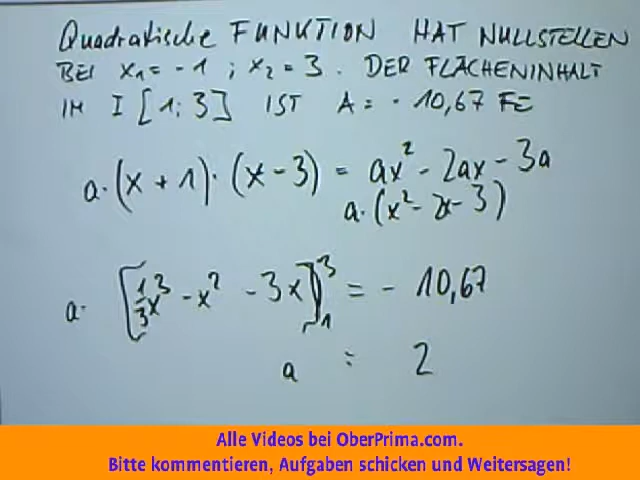 Quadratische FUNKTION HAT NULLSTELLEN
BEI x₁ = -1 ; x₂ = 3 . DER FLÄCHENINHALT
IM I [1; 3] IST A = - 10,67 FE
a·(x + 1)·(x - 3) = ax² - 2ax - 3a
a·(x² - 2x - 3)
a· [1/3 x³ - x² - 3x]₁³ = - 10,67
a = 2
Alle Videos bei OberPrima.com.
Bitte kommentieren, Aufgaben schicken und Weitersagen!